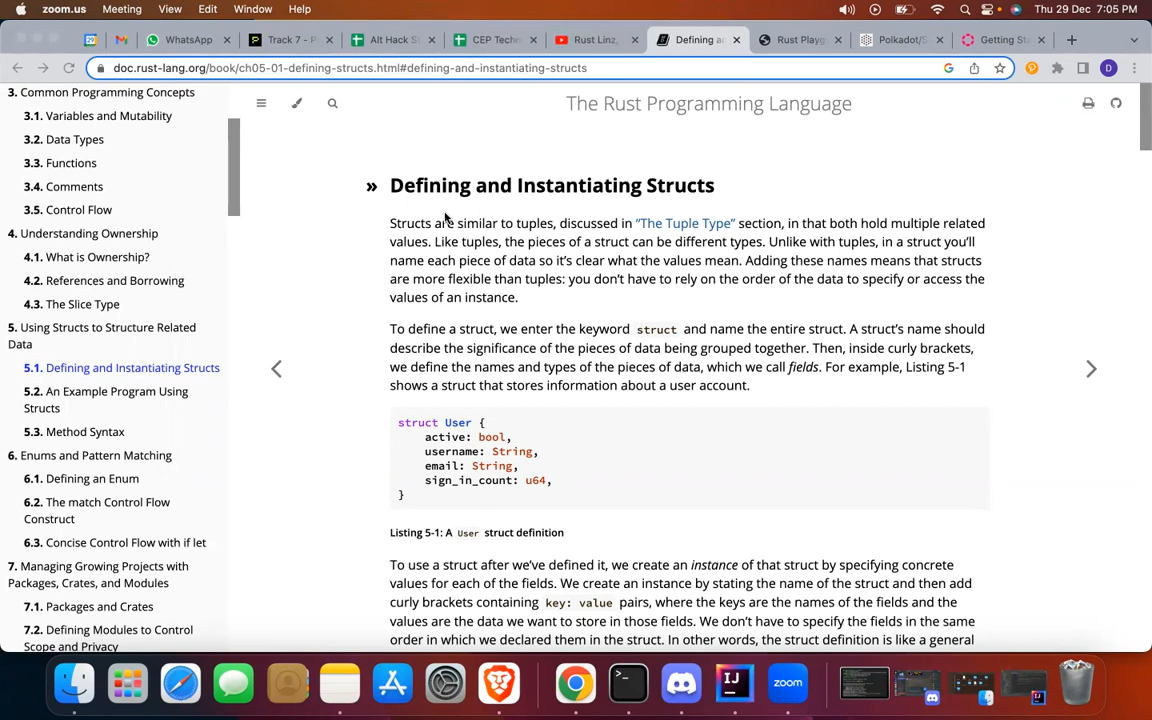 zoom.us Meeting View Edit Window Help Thu 29 Dec 7:05 PM
WhatsApp Track 7 - P Alt Hack S CEP Teche Rust Linz, Defining a Rust Playg Polkadot/S Getting Sta
doc.rust-lang.org/book/ch05-01-defining-structs.html#defining-and-instantiating-structs
D
3. Common Programming Concepts
3.1. Variables and Mutability
3.2. Data Types
3.3. Functions
3.4. Comments
3.5. Control Flow
4. Understanding Ownership
4.1. What is Ownership?
4.2. References and Borrowing
4.3. The Slice Type
5. Using Structs to Structure Related
Data
5.1. Defining and Instantiating Structs
5.2. An Example Program Using
Structs
5.3. Method Syntax
6. Enums and Pattern Matching
6.1. Defining an Enum
6.2. The match Control Flow
Construct
6.3. Concise Control Flow with if let
7. Managing Growing Projects with
Packages, Crates, and Modules
7.1. Packages and Crates
7.2. Defining Modules to Control
Scope and Privacy
The Rust Programming Language
» Defining and Instantiating Structs
Structs are similar to tuples, discussed in “The Tuple Type” section, in that both hold multiple related
values. Like tuples, the pieces of a struct can be different types. Unlike with tuples, in a struct you’ll
name each piece of data so it’s clear what the values mean. Adding these names means that structs
are more flexible than tuples: you don’t have to rely on the order of the data to specify or access the
values of an instance.
To define a struct, we enter the keyword struct and name the entire struct. A struct’s name should
describe the significance of the pieces of data being grouped together. Then, inside curly brackets,
we define the names and types of the pieces of data, which we call fields. For example, Listing 5-1
shows a struct that stores information about a user account.
struct User {
active: bool,
username: String,
email: String,
sign_in_count: u64,
}
Listing 5-1: A User struct definition
To use a struct after we’ve defined it, we create an instance of that struct by specifying concrete
values for each of the fields. We create an instance by stating the name of the struct and then add
curly brackets containing key: value pairs, where the keys are the names of the fields and the
values are the data we want to store in those fields. We don’t have to specify the fields in the same
order in which we declared them in the struct. In other words, the struct definition is like a general
zoom